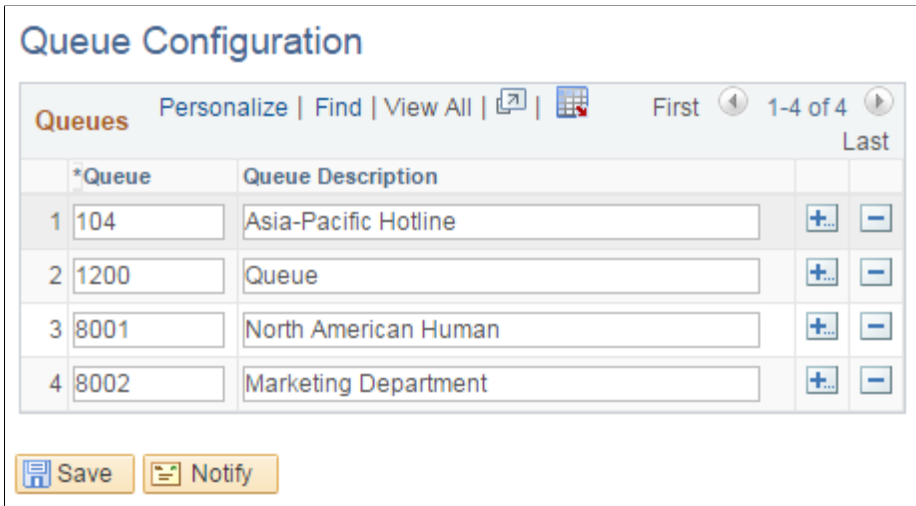 Queue Configuration
Queues Personalize | Find | View All | | First 1-4 of 4 Last
*Queue Queue Description
1 104 Asia-Pacific Hotline
2 1200 Queue
3 8001 North American Human
4 8002 Marketing Department
Save Notify